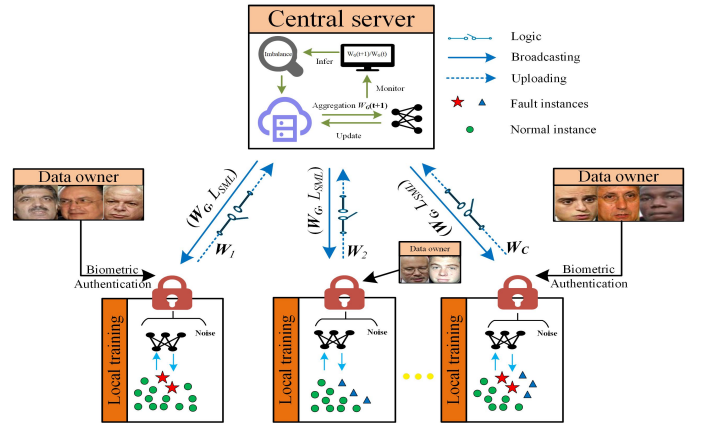 Central server
Imbalance
Infer
W_G(t+1)/W_G(t)
Monitor
Aggregation W_G(t+1)
Update
Logic
Broadcasting
Uploading
Fault instances
Normal instance
Data owner
Data owner
(W_G, L_SML)
W_1
(W_G, L_SML)
W_2
(W_G, L_SML)
W_C
Data owner
Biometric
Authentication
Biometric
Authentication
Local training
Noise
Local training
Noise
Local training
Noise